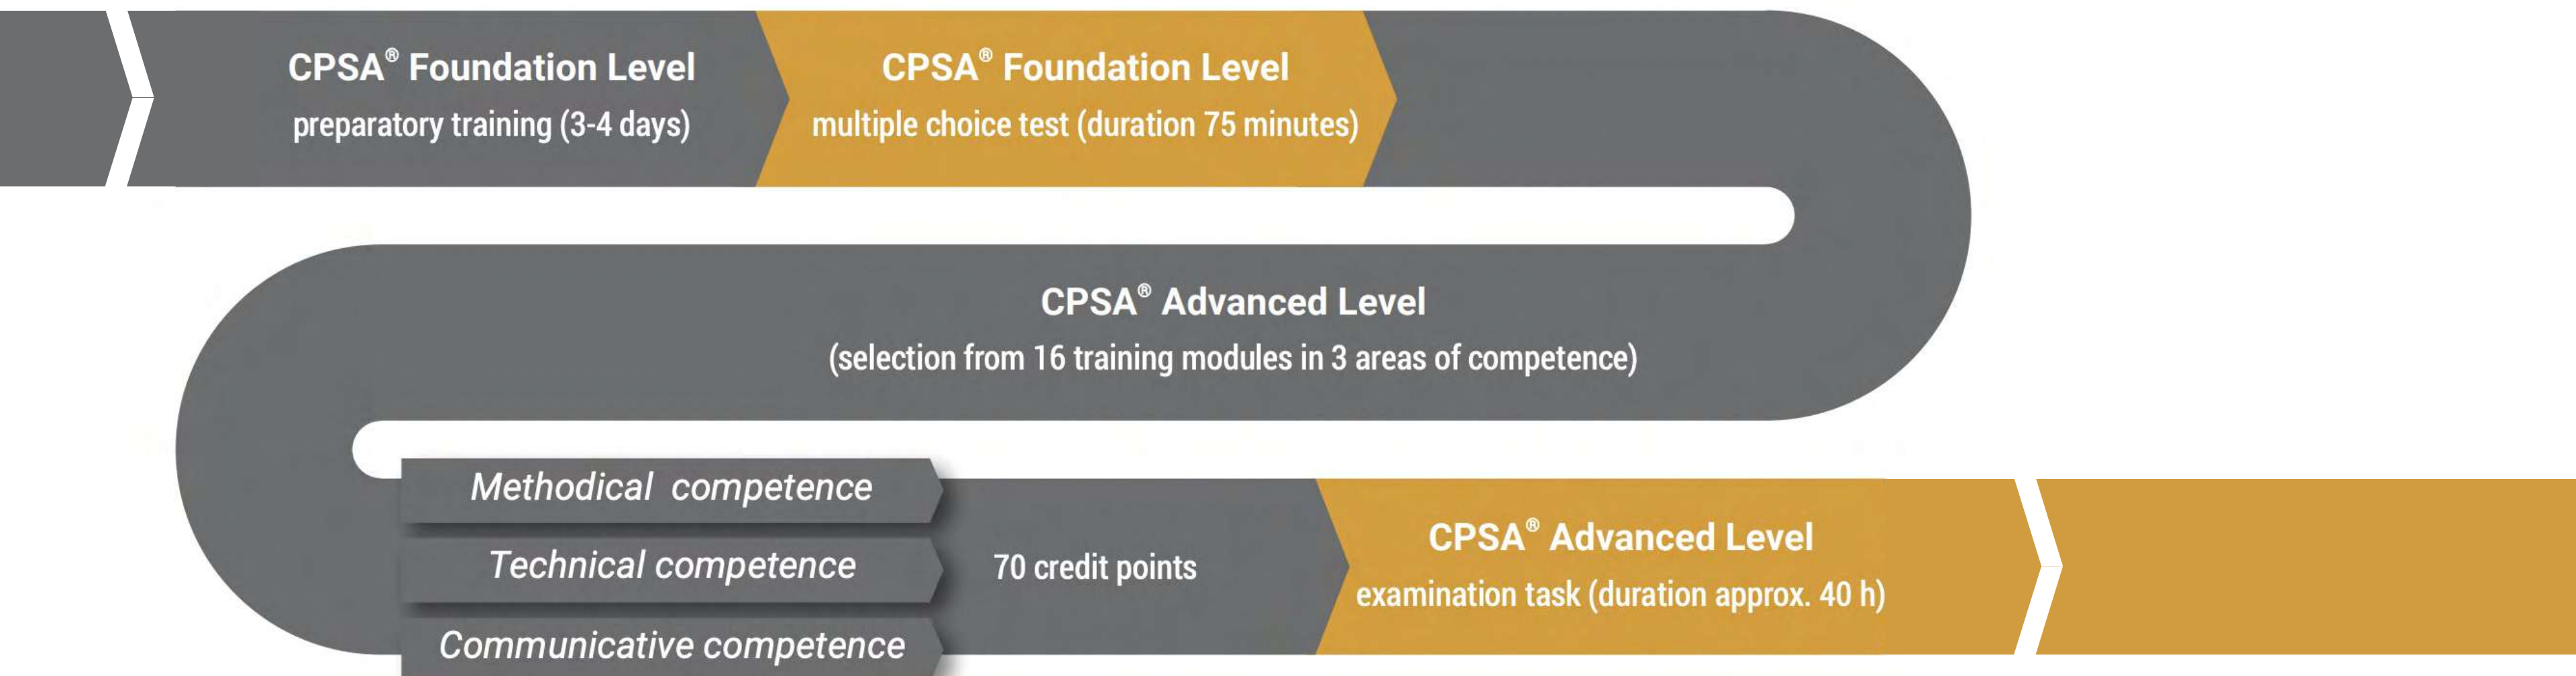 CPSA® Foundation Level
preparatory training (3-4 days)
CPSA® Foundation Level
multiple choice test (duration 75 minutes)
CPSA® Advanced Level
(selection from 16 training modules in 3 areas of competence)
Methodical competence
Technical competence
Communicative competence
70 credit points
CPSA® Advanced Level
examination task (duration approx. 40 h)